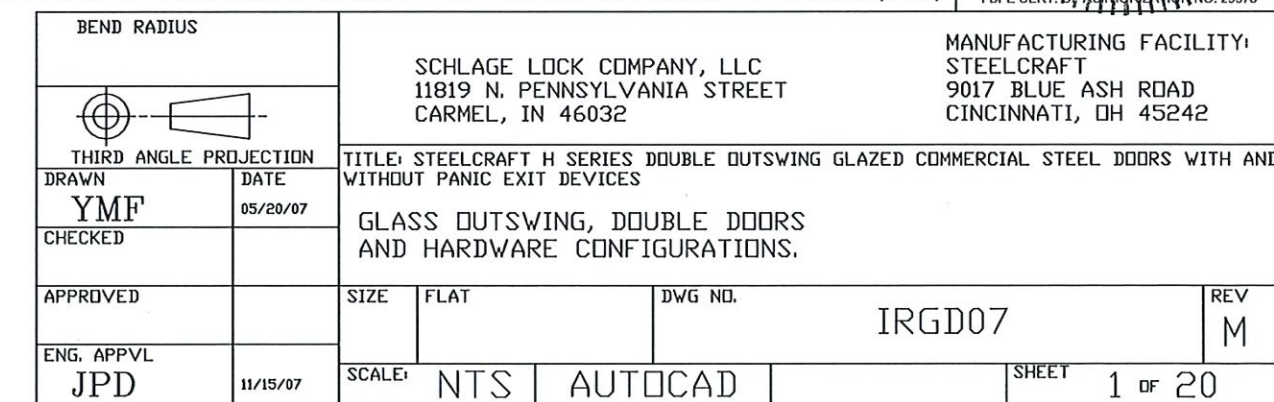 NO. 29578
BEND RADIUS
THIRD ANGLE PROJECTION
SCHLAGE LOCK COMPANY, LLC
11819 N. PENNSYLVANIA STREET
CARMEL, IN 46032
MANUFACTURING FACILITY:
STEELCRAFT
9017 BLUE ASH ROAD
CINCINNATI, OH 45242
TITLE: STEELCRAFT H SERIES DOUBLE OUTSWING GLAZED COMMERCIAL STEEL DOORS WITH AND
WITHOUT PANIC EXIT DEVICES
GLASS OUTSWING, DOUBLE DOORS
AND HARDWARE CONFIGURATIONS.
DRAWN DATE
YMF 05/20/07
CHECKED
APPROVED
ENG. APPVL
JPD 11/15/07
SIZE FLAT DWG NO. REV
IRGD07 M
SCALE: NTS AUTOCAD SHEET 1 OF 20